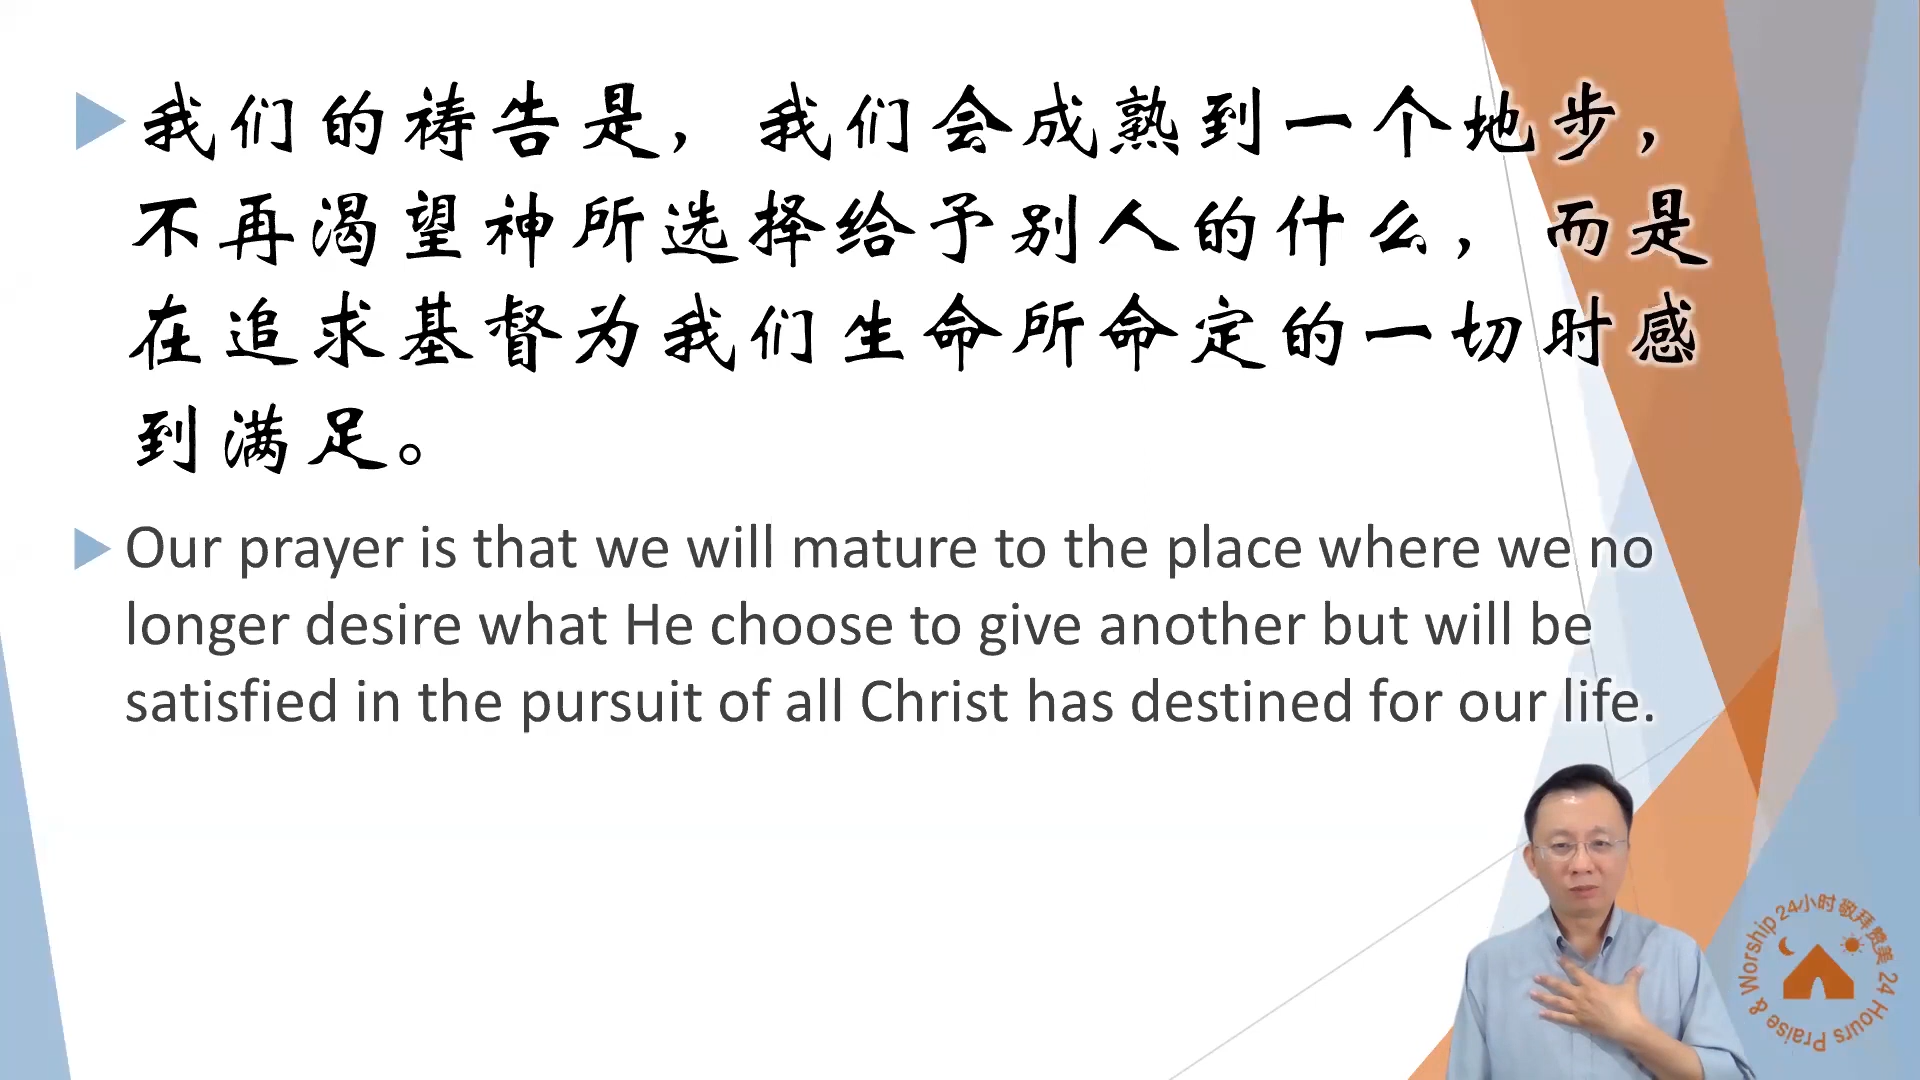 我们的祷告是，我们会成熟到一个地步，
不再渴望神所选择给予别人的什么，而是
在追求基督为我们生命所命定的一切时感
到满足。
Our prayer is that we will mature to the place where we no
longer desire what He choose to give another but will be
satisfied in the pursuit of all Christ has destined for our life.
24小时敬拜赞美 24 Hours Praise & Worship